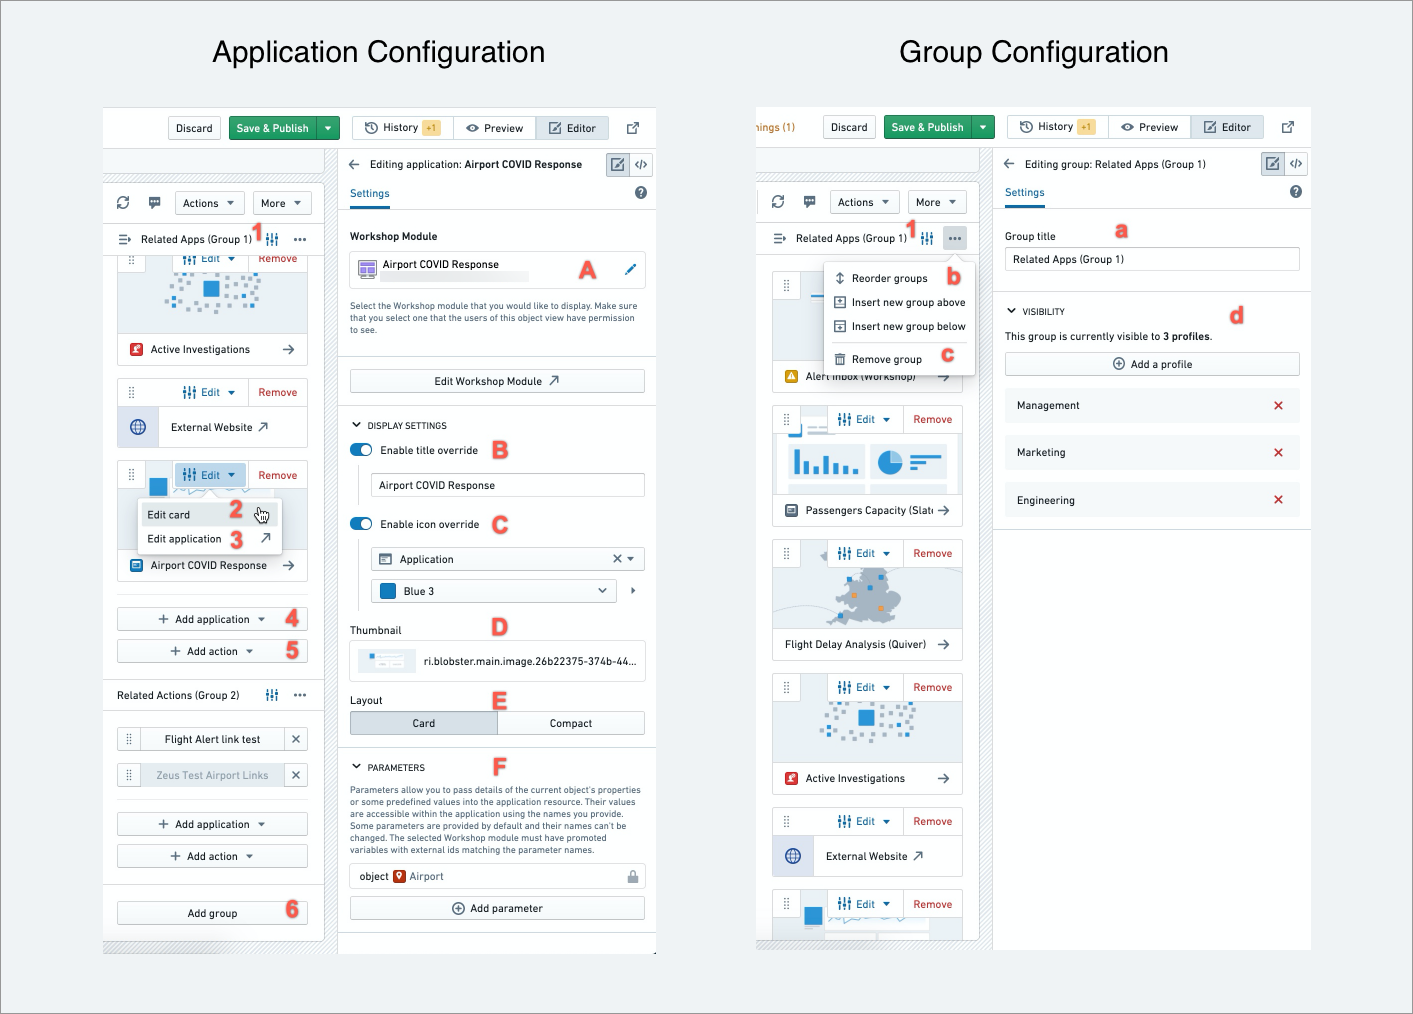 Application Configuration
Discard
Save & Publish
History +1
Preview
Editor
Editing application: Airport COVID Response
Settings
Actions
More
Related Apps (Group 1) 1
Edit
Remove
Active Investigations
Edit
Remove
External Website
Edit
Remove
Edit card 2
Edit application 3
Airport COVID Response
+ Add application 4
+ Add action 5
Related Actions (Group 2)
Flight Alert link test
Zeus Test Airport Links
+ Add application
+ Add action
Add group 6
Workshop Module
Airport COVID Response
A
Select the Workshop module that you would like to display. Make sure
that you select one that the users of this object view have permission
to see.
Edit Workshop Module
DISPLAY SETTINGS
Enable title override B
Airport COVID Response
Enable icon override C
Application
Blue 3
D
Thumbnail
ri.blobster.main.image.26b22375-374b-44...
Layout E
Card
Compact
PARAMETERS F
Parameters allow you to pass details of the current object's properties
or some predefined values into the application resource. Their values
are accessible within the application using the names you provide.
Some parameters are provided by default and their names can't be
changed. The selected Workshop module must have promoted
variables with external ids matching the parameter names.
object Airport
Add parameter
Group Configuration
nings (1)
Discard
Save & Publish
History +1
Preview
Editor
Editing group: Related Apps (Group 1)
Settings
Actions
More
Related Apps (Group 1) 1
Reorder groups b
Insert new group above
Insert new group below
Remove group c
Alert Inbox (Workshop)
Edit
Remove
Passengers Capacity (Slate
Edit
Remove
Flight Delay Analysis (Quiver)
Edit
Remove
Active Investigations
Edit
Remove
External Website
Edit
Remove
a
Group title
Related Apps (Group 1)
VISIBILITY d
This group is currently visible to 3 profiles.
Add a profile
Management
Marketing
Engineering